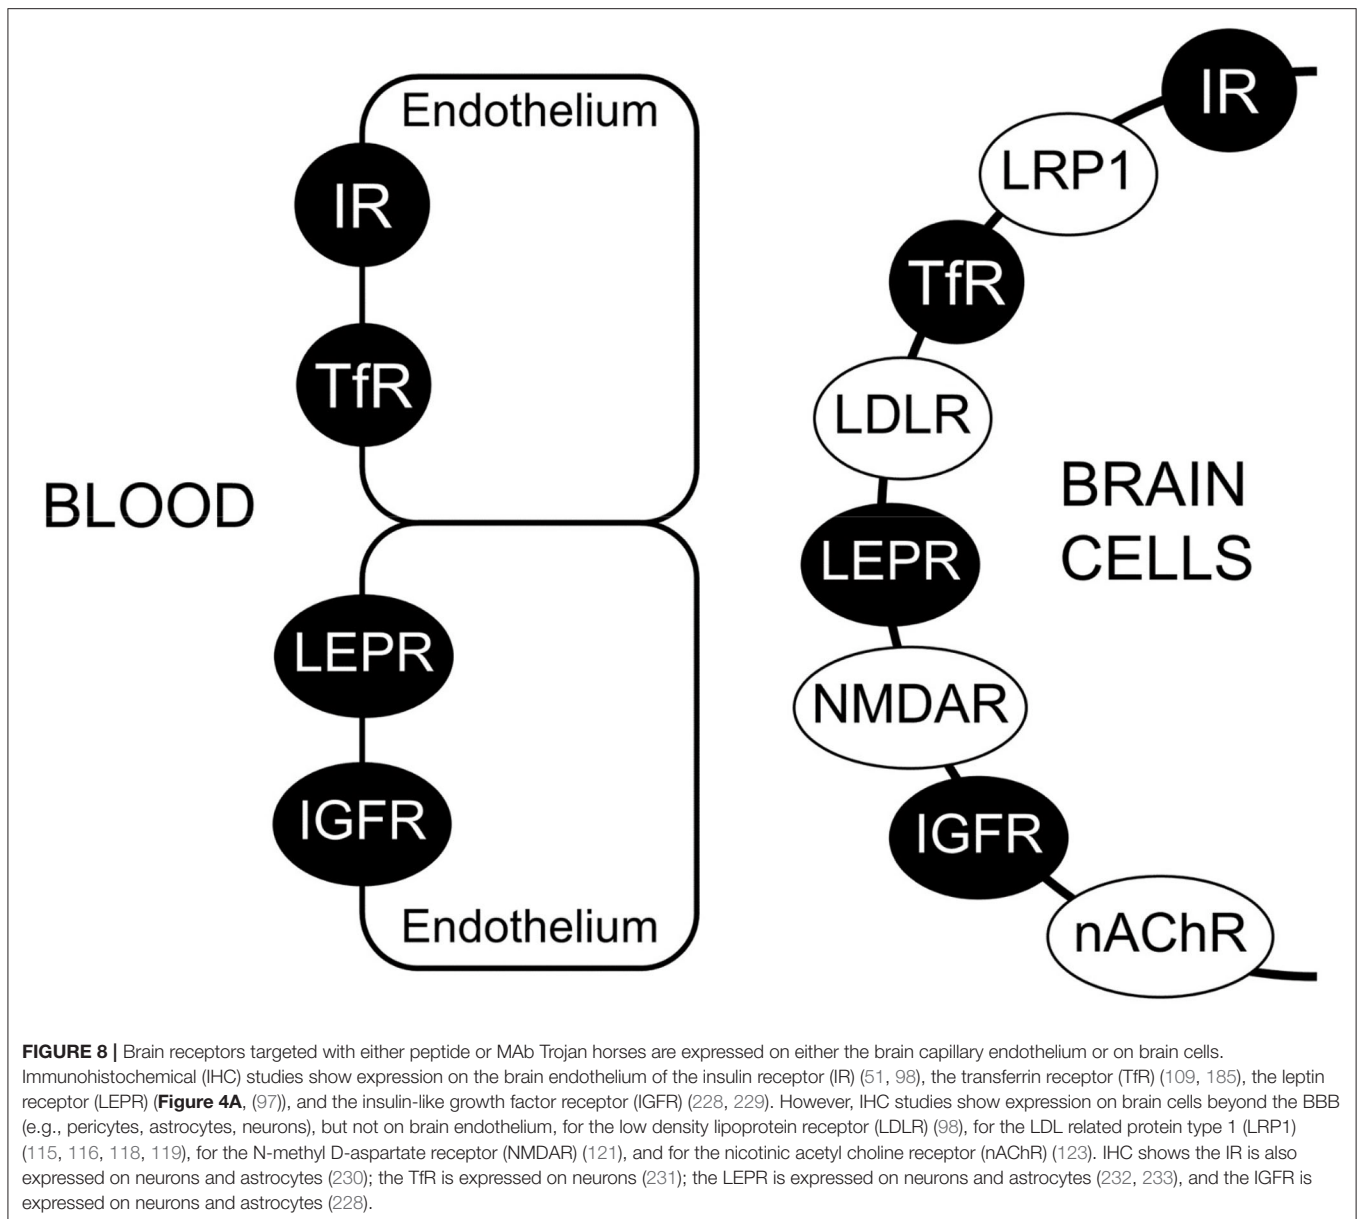 Endothelium
IR
TfR
BLOOD
LEPR
IGFR
Endothelium
IR
LRP1
TfR
LDLR
LEPR
NMDAR
IGFR
nAChR
BRAIN
CELLS
FIGURE 8 | Brain receptors targeted with either peptide or MAb Trojan horses are expressed on either the brain capillary endothelium or on brain cells.
Immunohistochemical (IHC) studies show expression on the brain endothelium of the insulin receptor (IR) (51, 98), the transferrin receptor (TfR) (109, 185), the leptin
receptor (LEPR) (Figure 4A, (97)), and the insulin-like growth factor receptor (IGFR) (228, 229). However, IHC studies show expression on brain cells beyond the BBB
(e.g., pericytes, astrocytes, neurons), but not on brain endothelium, for the low density lipoprotein receptor (LDLR) (98), for the LDL related protein type 1 (LRP1)
(115, 116, 118, 119), for the N-methyl D-aspartate receptor (NMDAR) (121), and for the nicotinic acetyl choline receptor (nAChR) (123). IHC shows the IR is also
expressed on neurons and astrocytes (230); the TfR is expressed on neurons (231); the LEPR is expressed on neurons and astrocytes (232, 233), and the IGFR is
expressed on neurons and astrocytes (228).